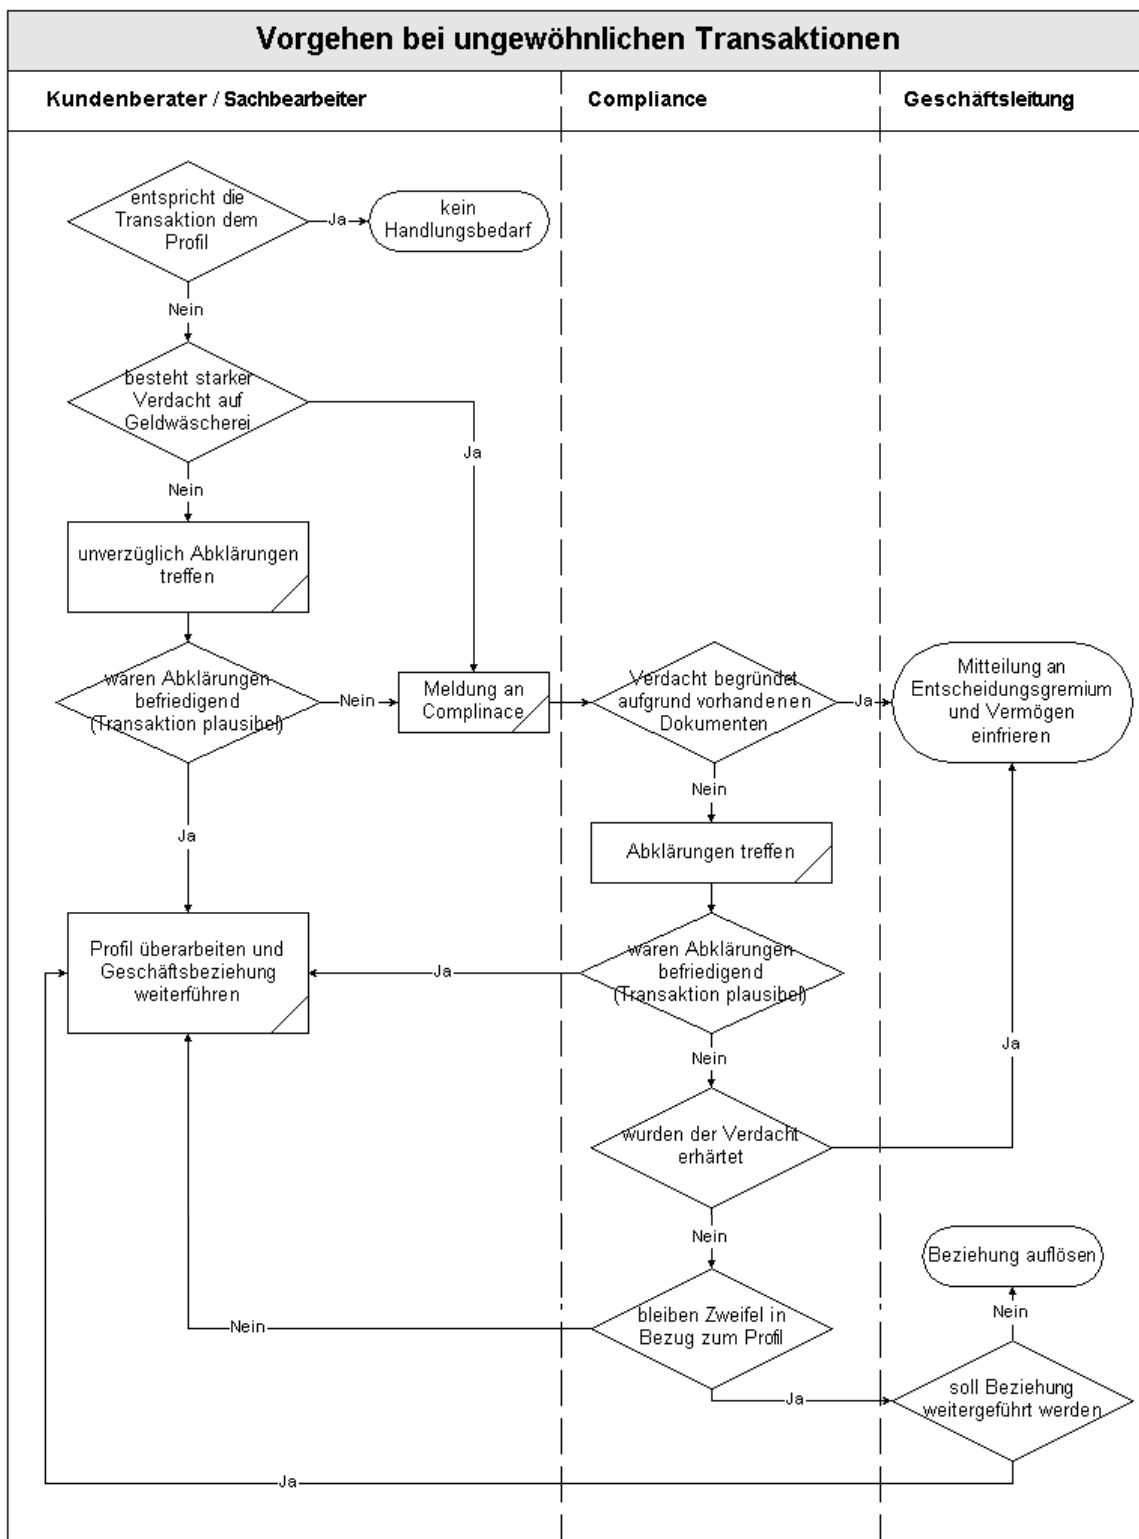 Vorgehen bei ungewöhnlichen Transaktionen
Kundenberater / Sachbearbeiter
Compliance
Geschäftsleitung
entspricht die
Transaktion dem
Profil
Ja
kein
Handlungsbedarf
Nein
besteht starker
Verdacht auf
Geldwäscherei
Ja
Nein
unverzüglich Abklärungen
treffen
waren Abklärungen
befriedigend
(Transaktion plausibel)
Nein
Meldung an
Complinace
Verdacht begründet
aufgrund vorhandenen
Dokumenten
Ja
Mitteilung an
Entscheidungsgremium
und Vermögen
einfrieren
Nein
Ja
Abklärungen treffen
Profil überarbeiten und
Geschäftsbeziehung
weiterführen
Ja
waren Abklärungen
befriedigend
(Transaktion plausibel)
Nein
Ja
wurden der Verdacht
erhärtet
Nein
Beziehung auflösen
Nein
Nein
bleiben Zweifel in
Bezug zum Profil
Ja
soll Beziehung
weitergeführt werden
Ja